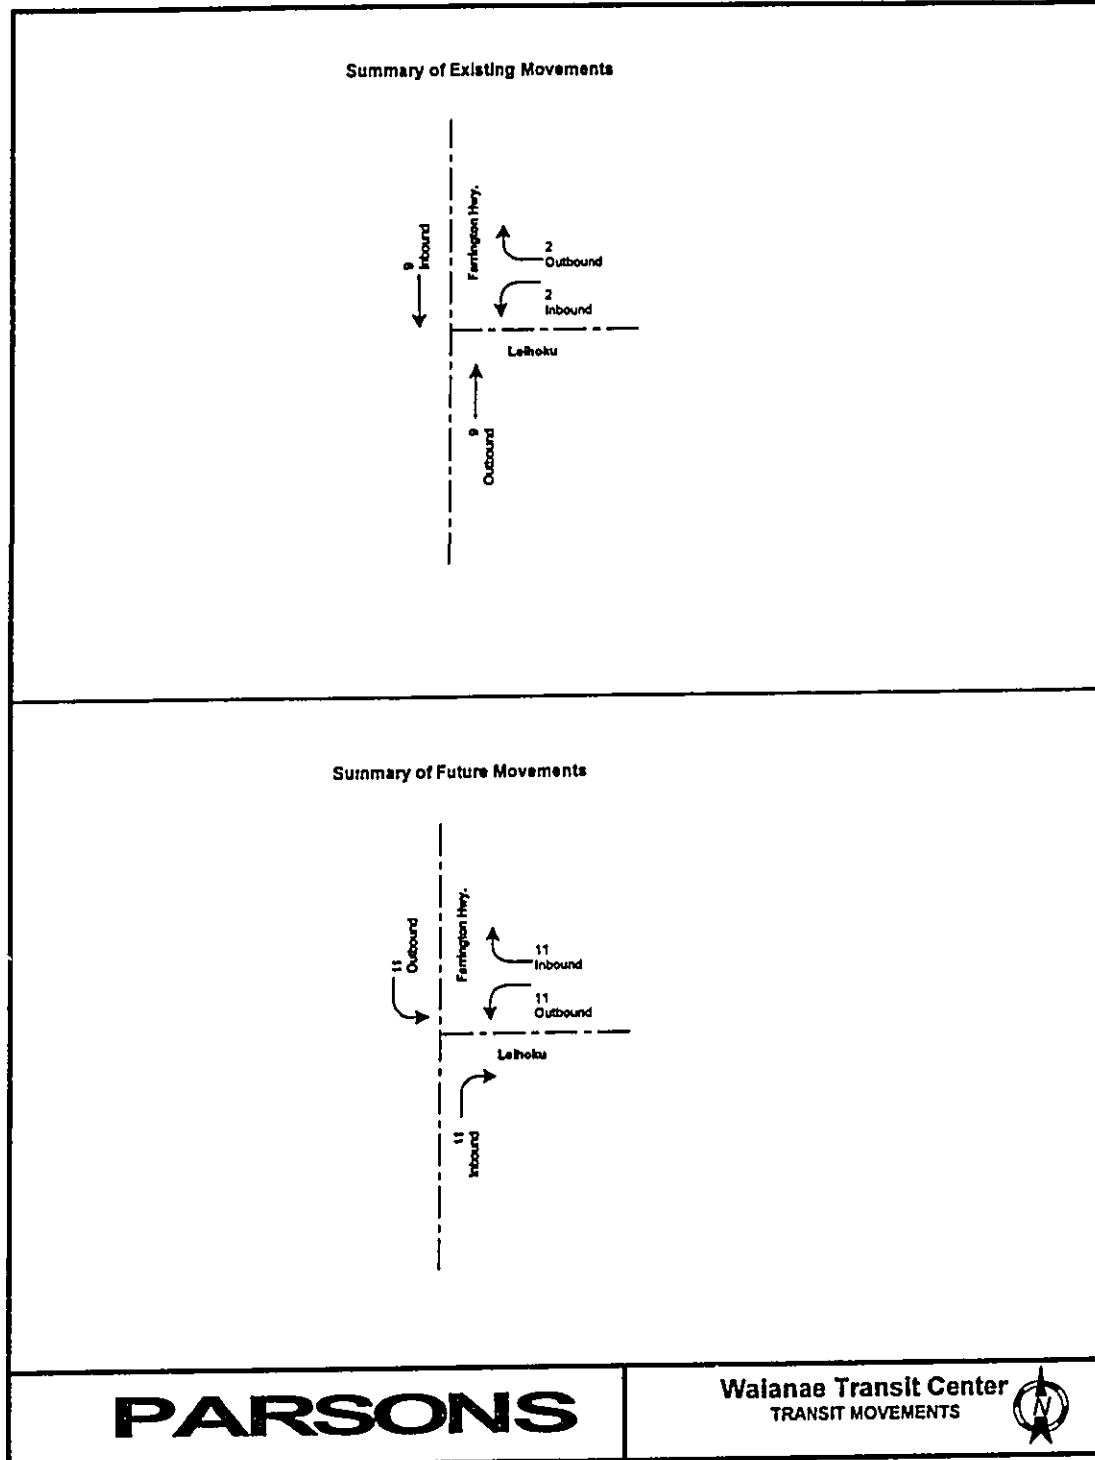 Summary of Existing Movements
9
Inbound
Farrington Hwy.
2
Outbound
2
Inbound
Leihoku
9
Outbound
Summary of Future Movements
11
Outbound
Farrington Hwy.
11
Inbound
11
Outbound
Leihoku
11
Inbound
PARSONS
Waianae Transit Center
TRANSIT MOVEMENTS
N